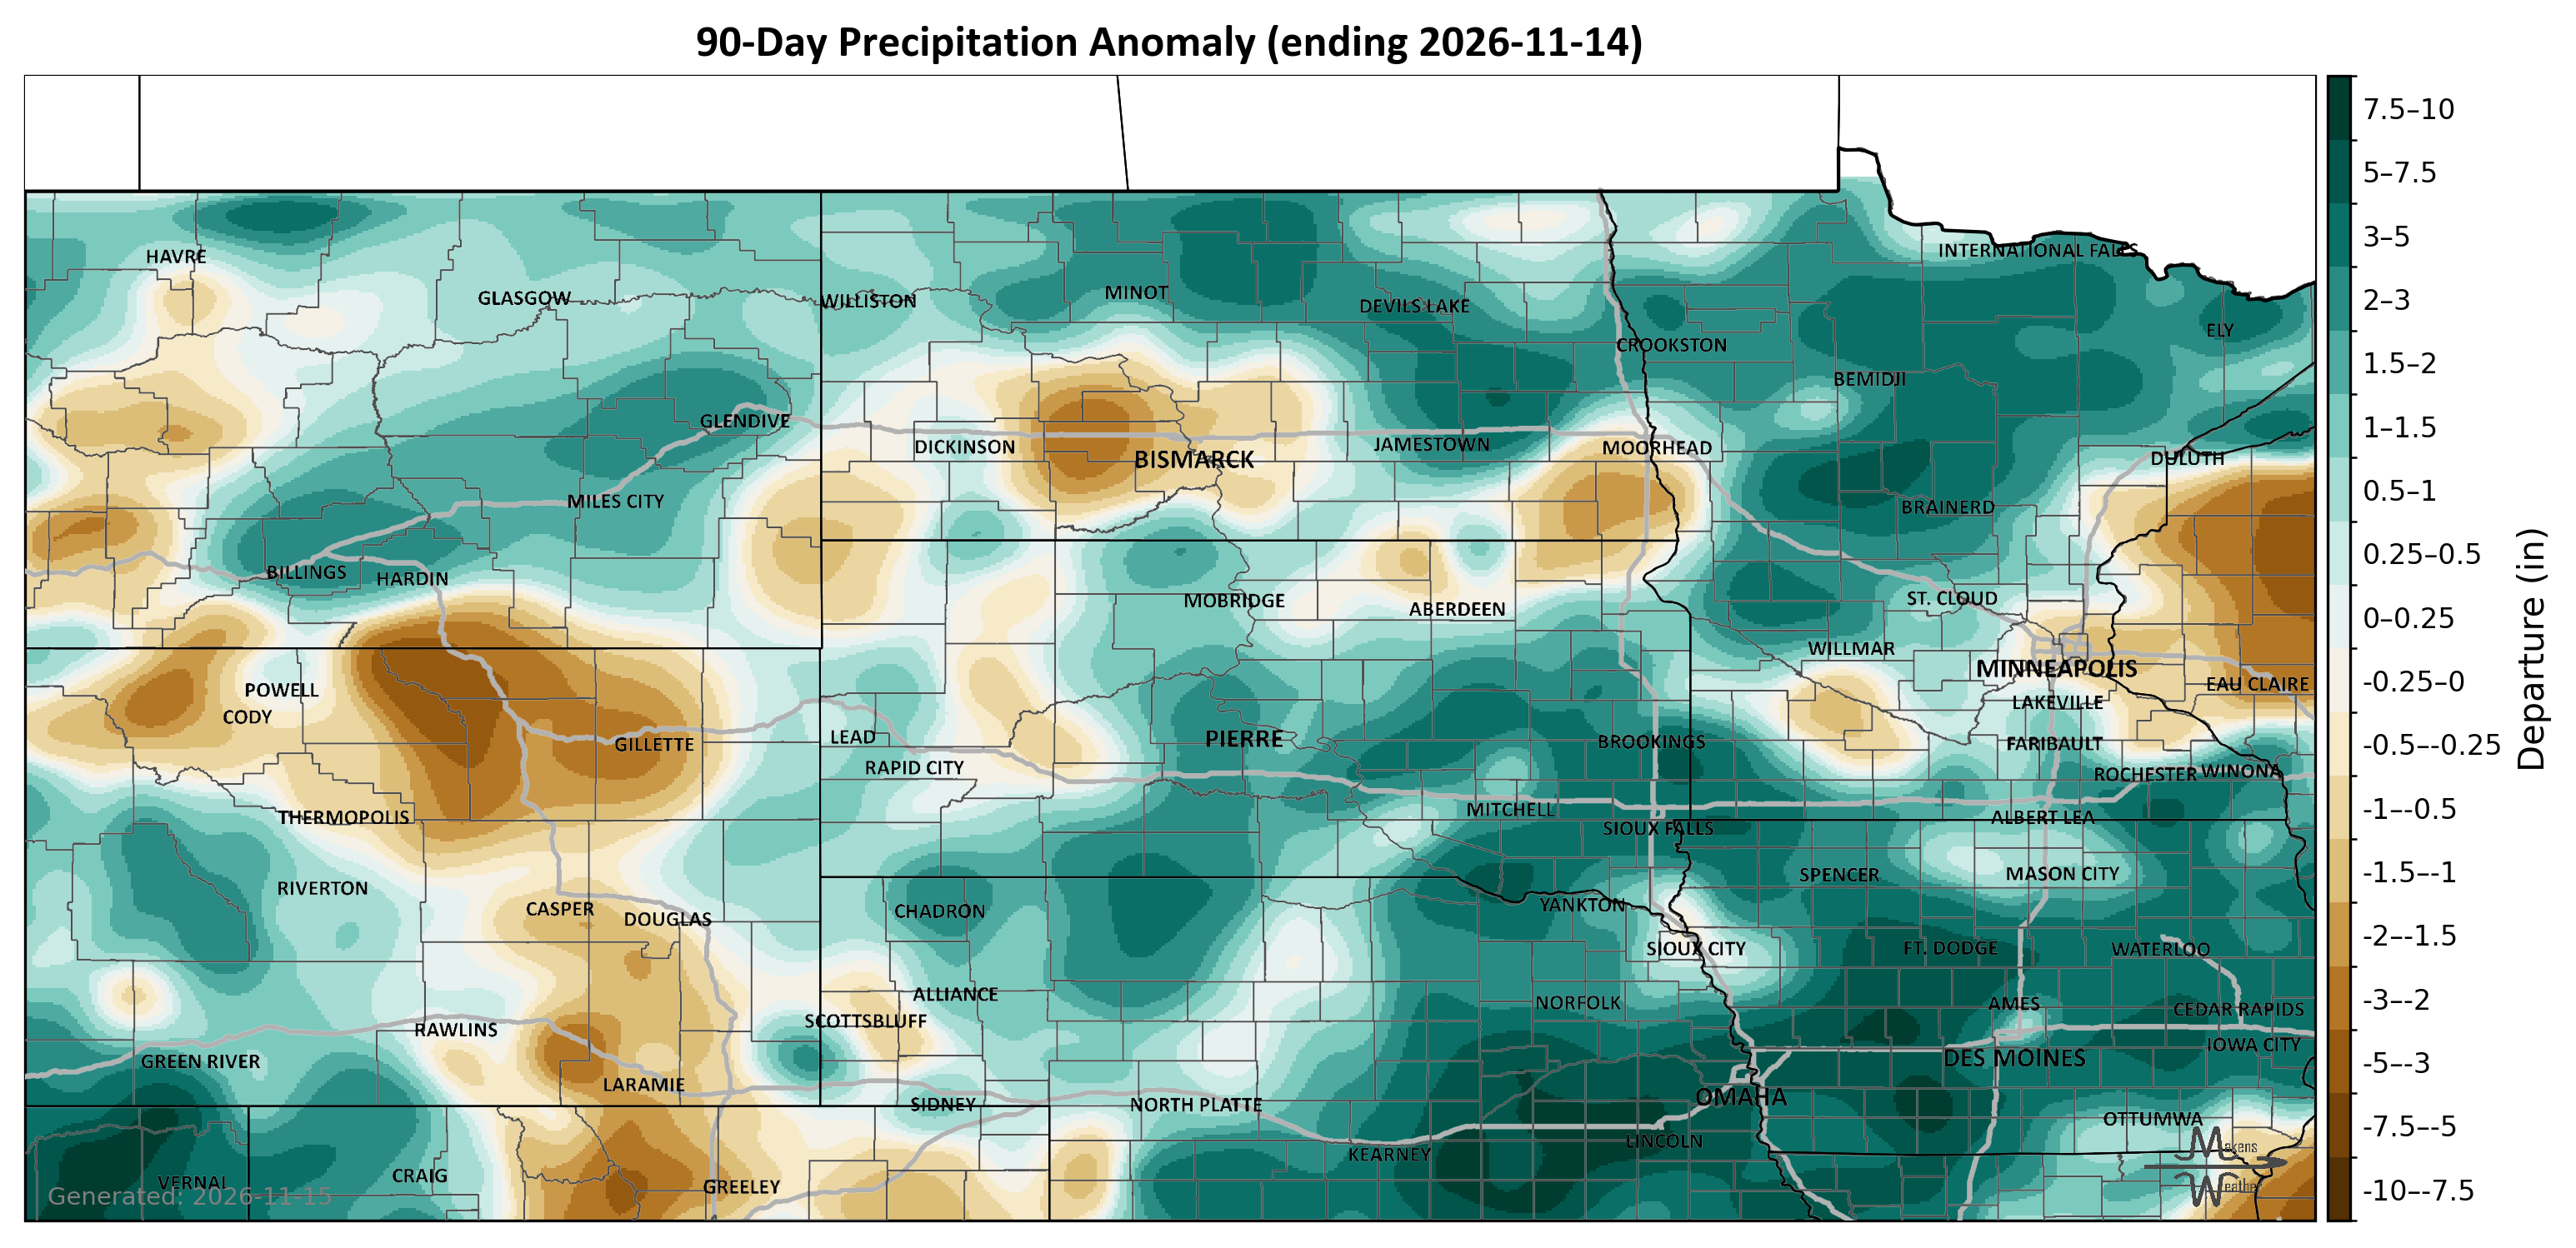 90-Day Precipitation Anomaly (ending 2026-11-14)
HAVRE
GLASGOW
WILLISTON
MINOT
DEVILS LAKE
CROOKSTON
INTERNATIONAL FALLS
ELY
BEMIDJI
GLENDIVE
DICKINSON
BISMARCK
JAMESTOWN
MOORHEAD
DULUTH
MILES CITY
BRAINERD
BILLINGS
HARDIN
MOBRIDGE
ABERDEEN
ST. CLOUD
WILLMAR
MINNEAPOLIS
POWELL
CODY
EAU CLAIRE
LAKEVILLE
GILLETTE
LEAD
PIERRE
BROOKINGS
FARIBAULT
RAPID CITY
ROCHESTER
WINONA
THERMOPOLIS
MITCHELL
SIOUX FALLS
ALBERT LEA
RIVERTON
SPENCER
MASON CITY
CASPER
DOUGLAS
CHADRON
YANKTON
SIOUX CITY
FT. DODGE
WATERLOO
ALLIANCE
NORFOLK
AMES
CEDAR RAPIDS
SCOTTSBLUFF
RAWLINS
GREEN RIVER
DES MOINES
IOWA CITY
LARAMIE
SIDNEY
NORTH PLATTE
OMAHA
OTTUMWA
LINCOLN
KEARNEY
VERNAL
CRAIG
GREELEY
Generated: 2026-11-15
Makens
Weather
7.5–10
5–7.5
3–5
2–3
1.5–2
1–1.5
0.5–1
0.25–0.5
0–0.25
-0.25–0
-0.5–-0.25
-1–-0.5
-1.5–-1
-2–-1.5
-3–-2
-5–-3
-7.5–-5
-10–-7.5
Departure (in)